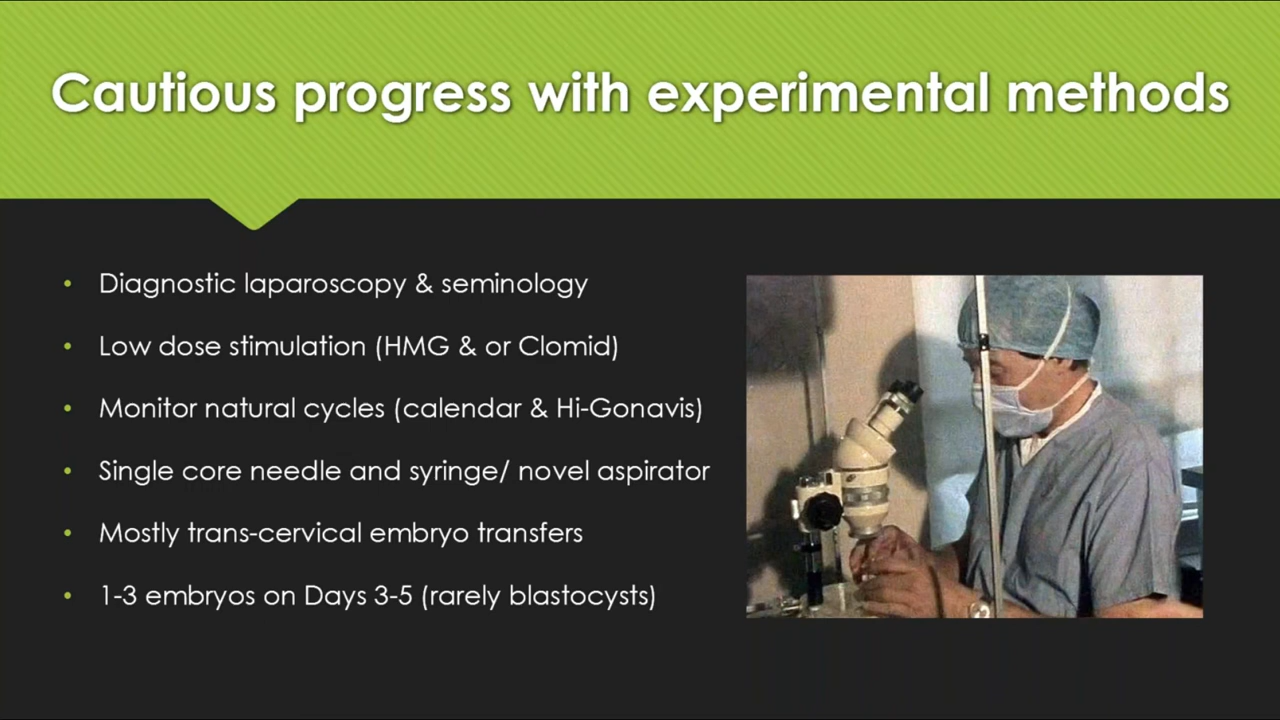 Cautious progress with experimental methods
• Diagnostic laparoscopy & seminology
• Low dose stimulation (HMG & or Clomid)
• Monitor natural cycles (calendar & Hi-Gonavis)
• Single core needle and syringe/ novel aspirator
• Mostly trans-cervical embryo transfers
• 1-3 embryos on Days 3-5 (rarely blastocysts)